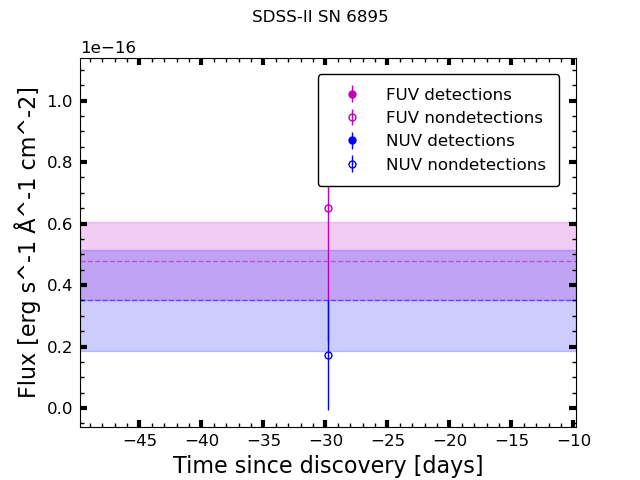 SDSS-II SN 6895
1e−16
FUV detections
FUV nondetections
NUV detections
NUV nondetections
1.0
0.8
0.6
0.4
0.2
0.0
Flux [erg s^-1 Å^-1 cm^-2]
−45 −40 −35 −30 −25 −20 −15 −10
Time since discovery [days]